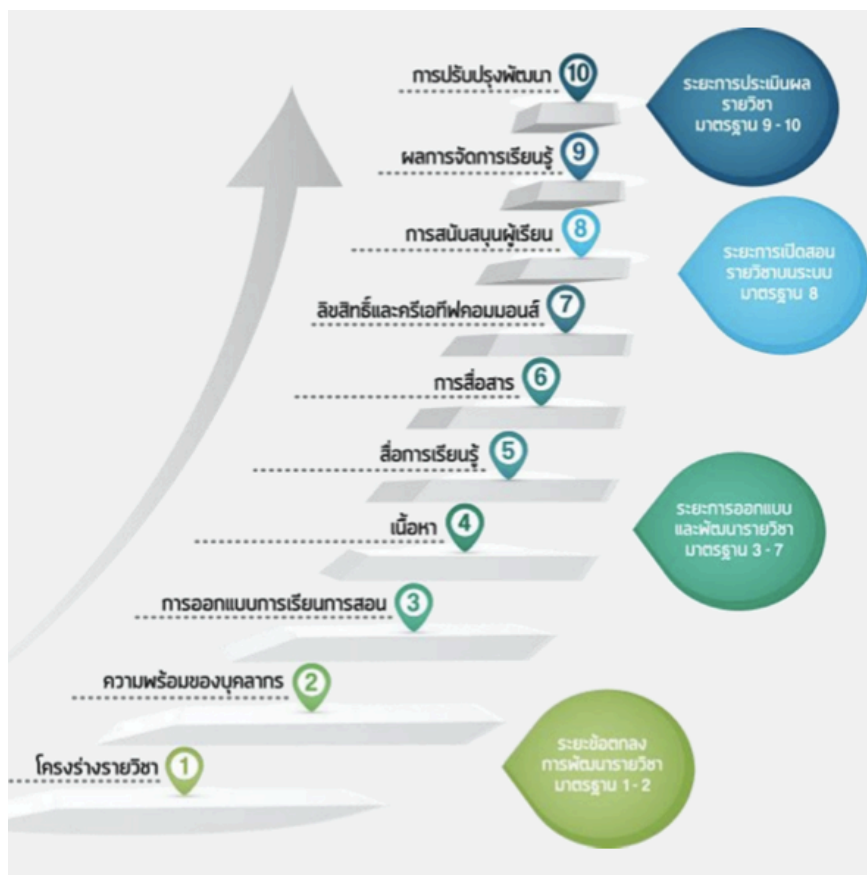 การปรับปรุงพัฒนา 10
ระยะการประเมินผล
รายวิชา
มาตรฐาน 9 - 10
ผลการจัดการเรียนรู้ 9
การสนับสนุนผู้เรียน 8
ระยะการเปิดสอน
รายวิชาบนระบบ
มาตรฐาน 8
ลิขสิทธิ์และครีเอทีฟคอมมอนส์ 7
การสื่อสาร 6
สื่อการเรียนรู้ 5
เนื้อหา 4
ระยะการออกแบบ
และพัฒนารายวิชา
มาตรฐาน 3 - 7
การออกแบบการเรียนการสอน 3
ความพร้อมของบุคลากร 2
โครงร่างรายวิชา 1
ระยะข้อตกลง
การพัฒนารายวิชา
มาตรฐาน 1 - 2